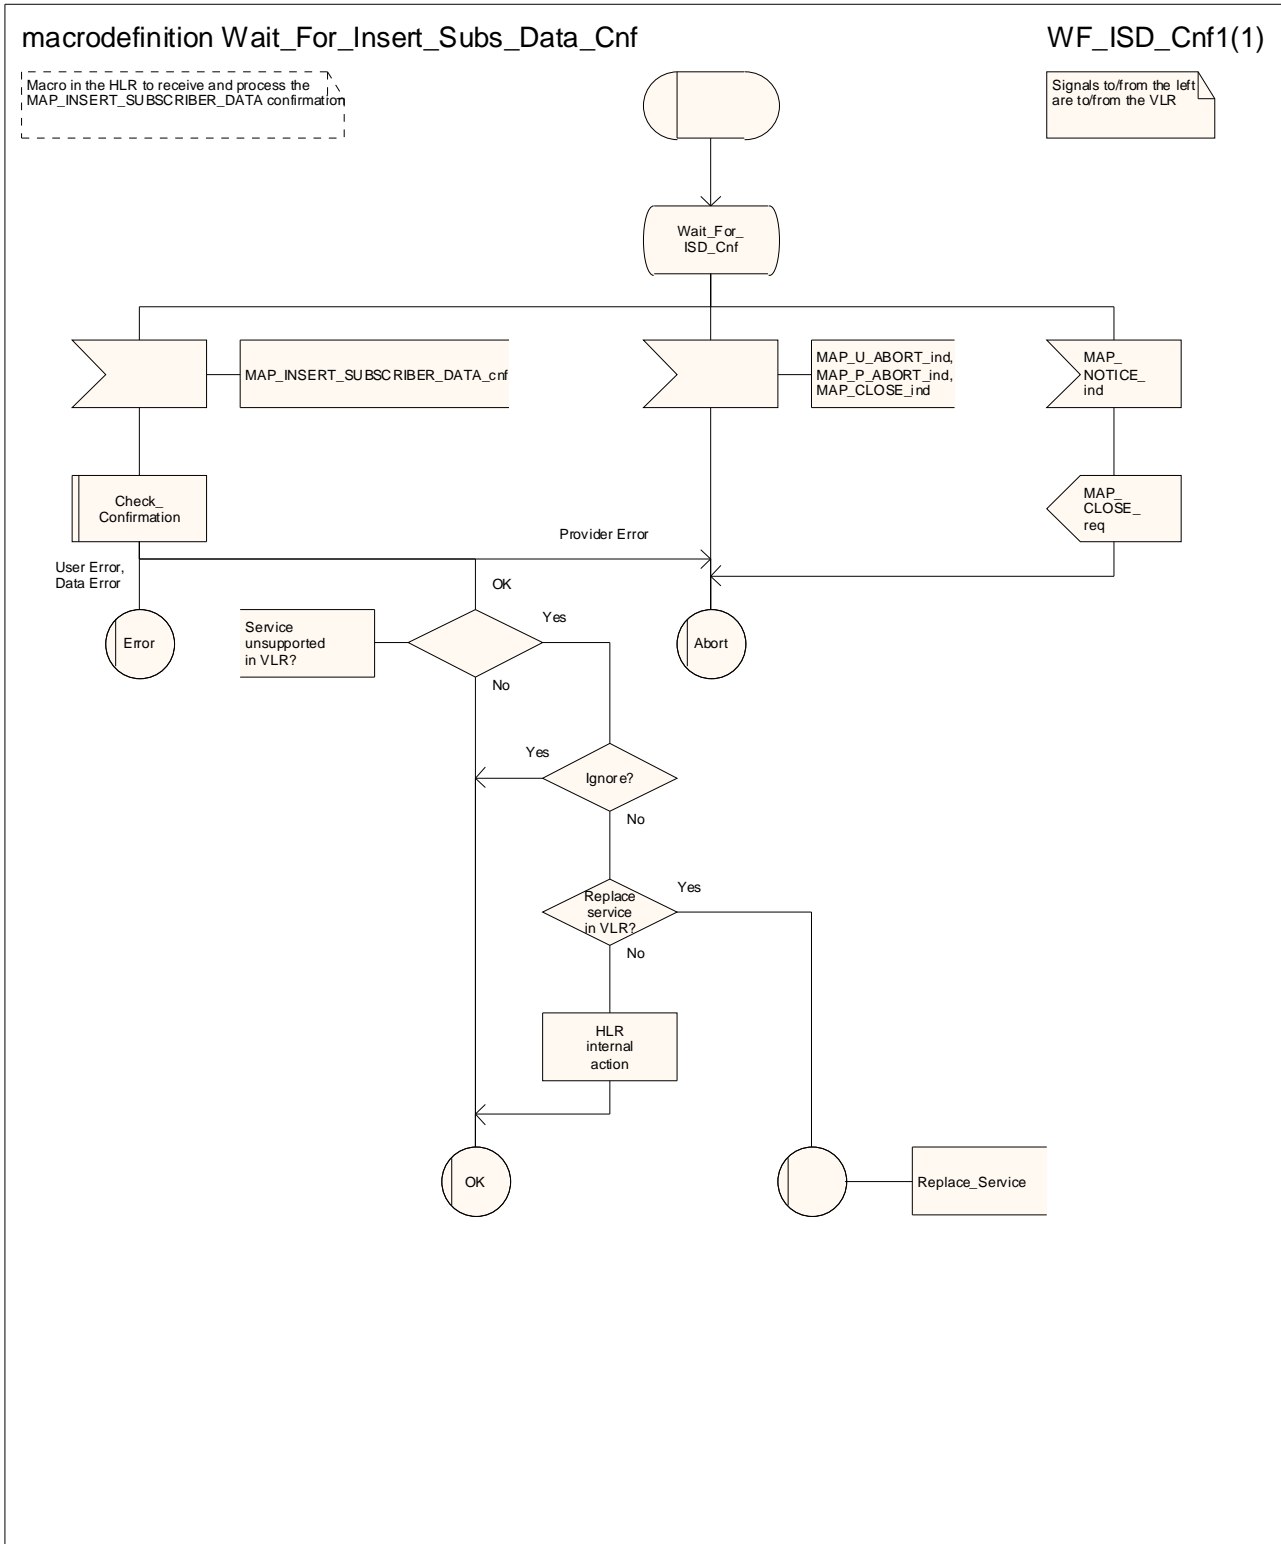 macrodefinition Wait_For_Insert_Subs_Data_Cnf
WF_ISD_Cnf1(1)
Macro in the HLR to receive and process the
MAP_INSERT_SUBSCRIBER_DATA confirmation
Signals to/from the left
are to/from the VLR
Wait_For_
ISD_Cnf
MAP_INSERT_SUBSCRIBER_DATA_cnf
MAP_U_ABORT_ind,
MAP_P_ABORT_ind,
MAP_CLOSE_ind
MAP_
NOTICE_
ind
Check_
Confirmation
MAP_
CLOSE_
req
Provider Error
User Error,
Data Error
OK
Error
Service
unsupported
in VLR?
Yes
No
Abort
Yes
Ignore?
No
Replace
service
in VLR?
Yes
No
HLR
internal
action
OK
Replace_Service